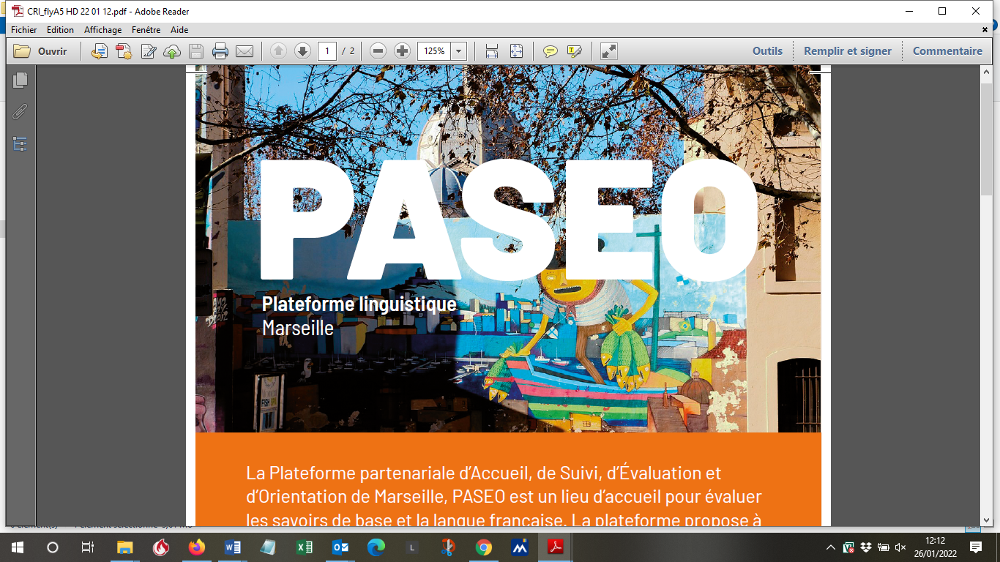 CRI_flyA5 HD 22 01 12.pdf - Adobe Reader
Fichier Edition Affichage Fenêtre Aide
Ouvrir 1 / 2 125% Outils Remplir et signer Commentaire
PASEO
Plateforme linguistique
Marseille
FISH
La Plateforme partenariale d’Accueil, de Suivi, d’Évaluation et
d’Orientation de Marseille, PASEO est un lieu d’accueil pour évaluer
les savoirs de base et la langue française. La plateforme propose à
12:12
26/01/2022